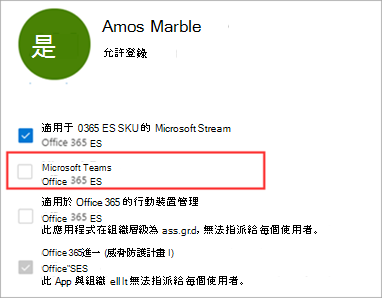 Amos Marble
是
允許登錄
適用于 0365 ES SKU 的 Microsoft Stream
Office 365 ES
Microsoft Teams
Office 365 ES
適用於 Office 365 的行動裝置管理
Office 365 ES
此應用程式在組織層級為 ass.grd, 無法指派給每個使用者。
Office 365進一 (威脅防護計畫 I)
Office"SES
此 App 與組織 ell lt 無法指派給每個使用者。